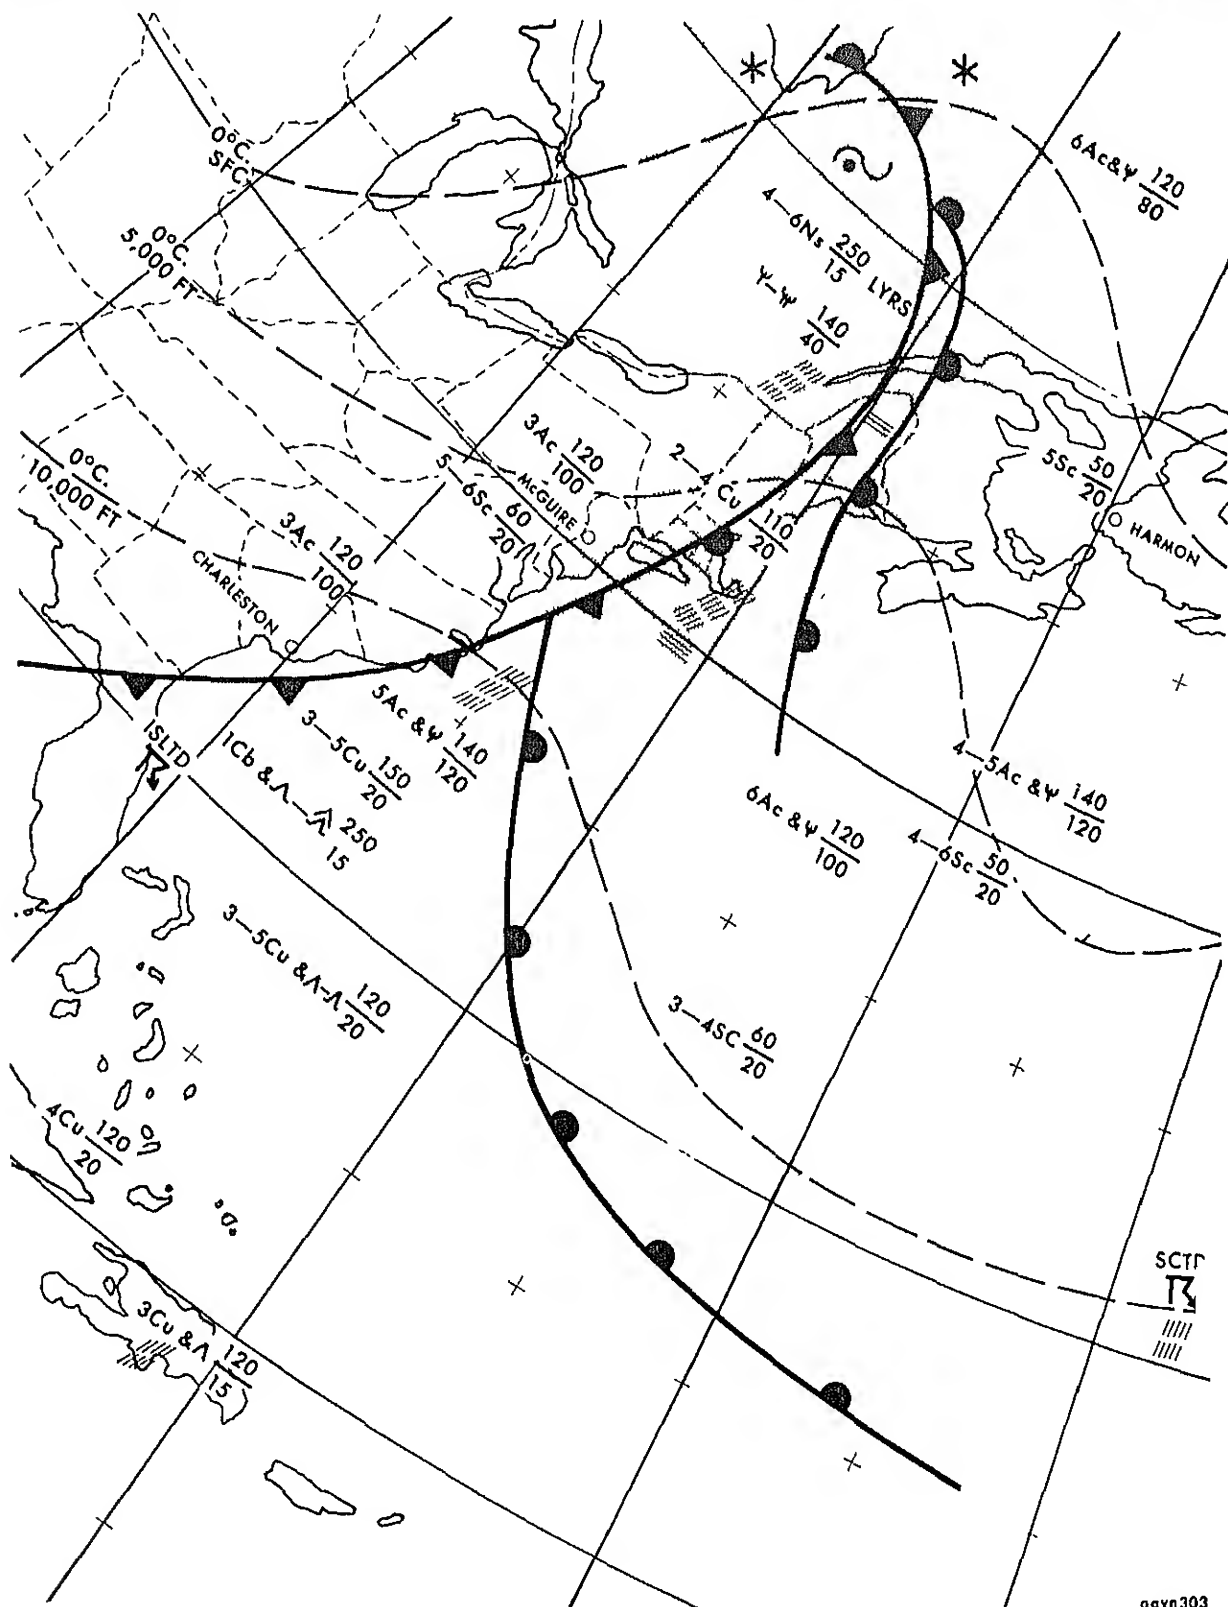 0°C.
SFC.
6Ac&Ψ 120
80
0°C.
5,000 FT
4—6Ns 250
15 LYRS
140
40
3Ac 120
100
5—6Sc 60
20
McGUIRE
2—4 Cu 110
20
5Sc 50
20
HARMON
0°C.
10,000 FT
3Ac 120
100
CHARLESTON
5Ac & Ψ 140
120
3—5Cu 150
20
ISLTD
1Cb & Λ— 250
15
4—5Ac & Ψ 140
120
6Ac & Ψ 120
100
4—6Sc 50
20
3—5Cu & Λ-Λ 120
20
3—4SC 60
20
4Cu 120
20
3Cu & Λ 120
15
agvn303